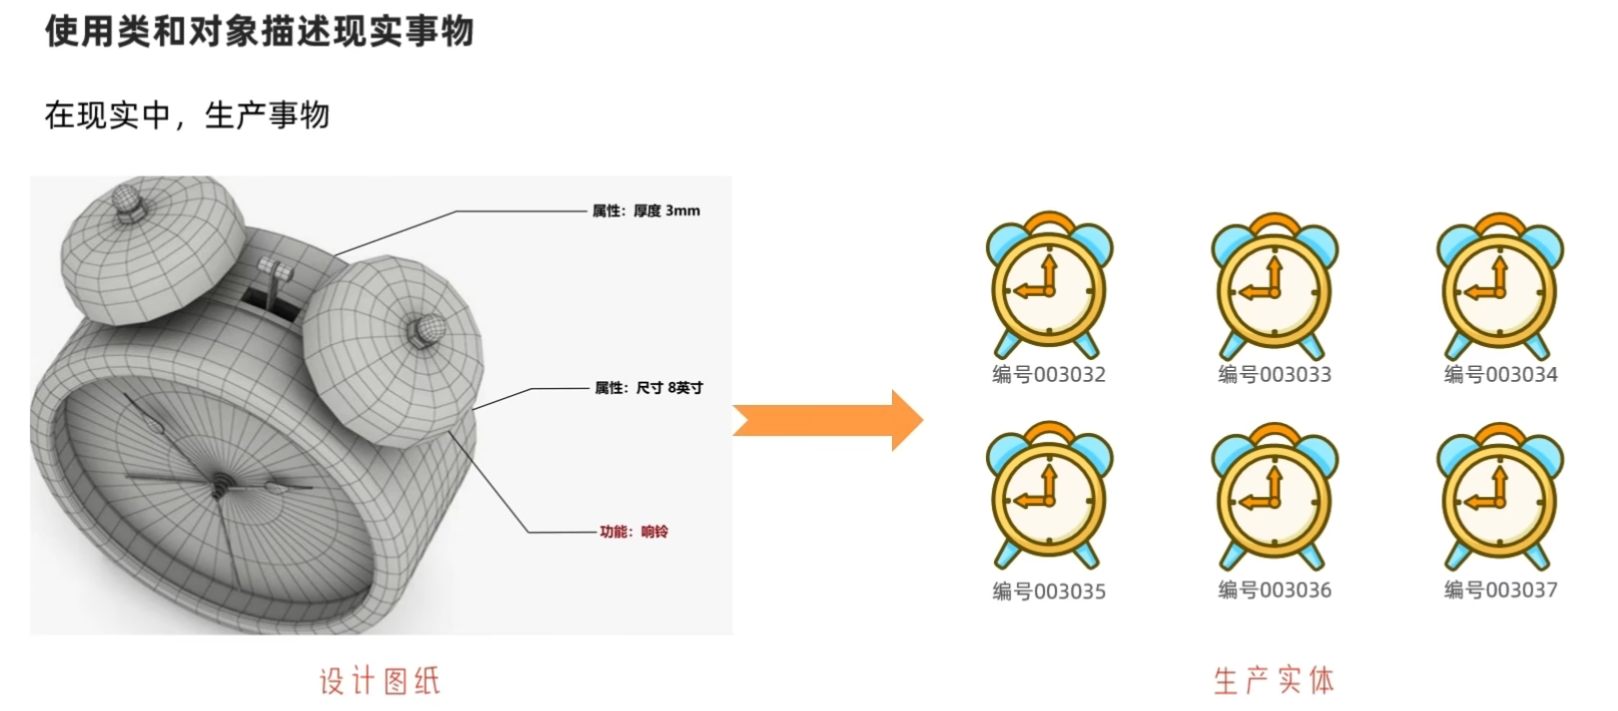 使用类和对象描述现实事物
在现实中，生产事物
属性：厚度 3mm
属性：尺寸 8英寸
功能：响铃
设计图纸
编号003032
编号003033
编号003034
编号003035
编号003036
编号003037
生产实体